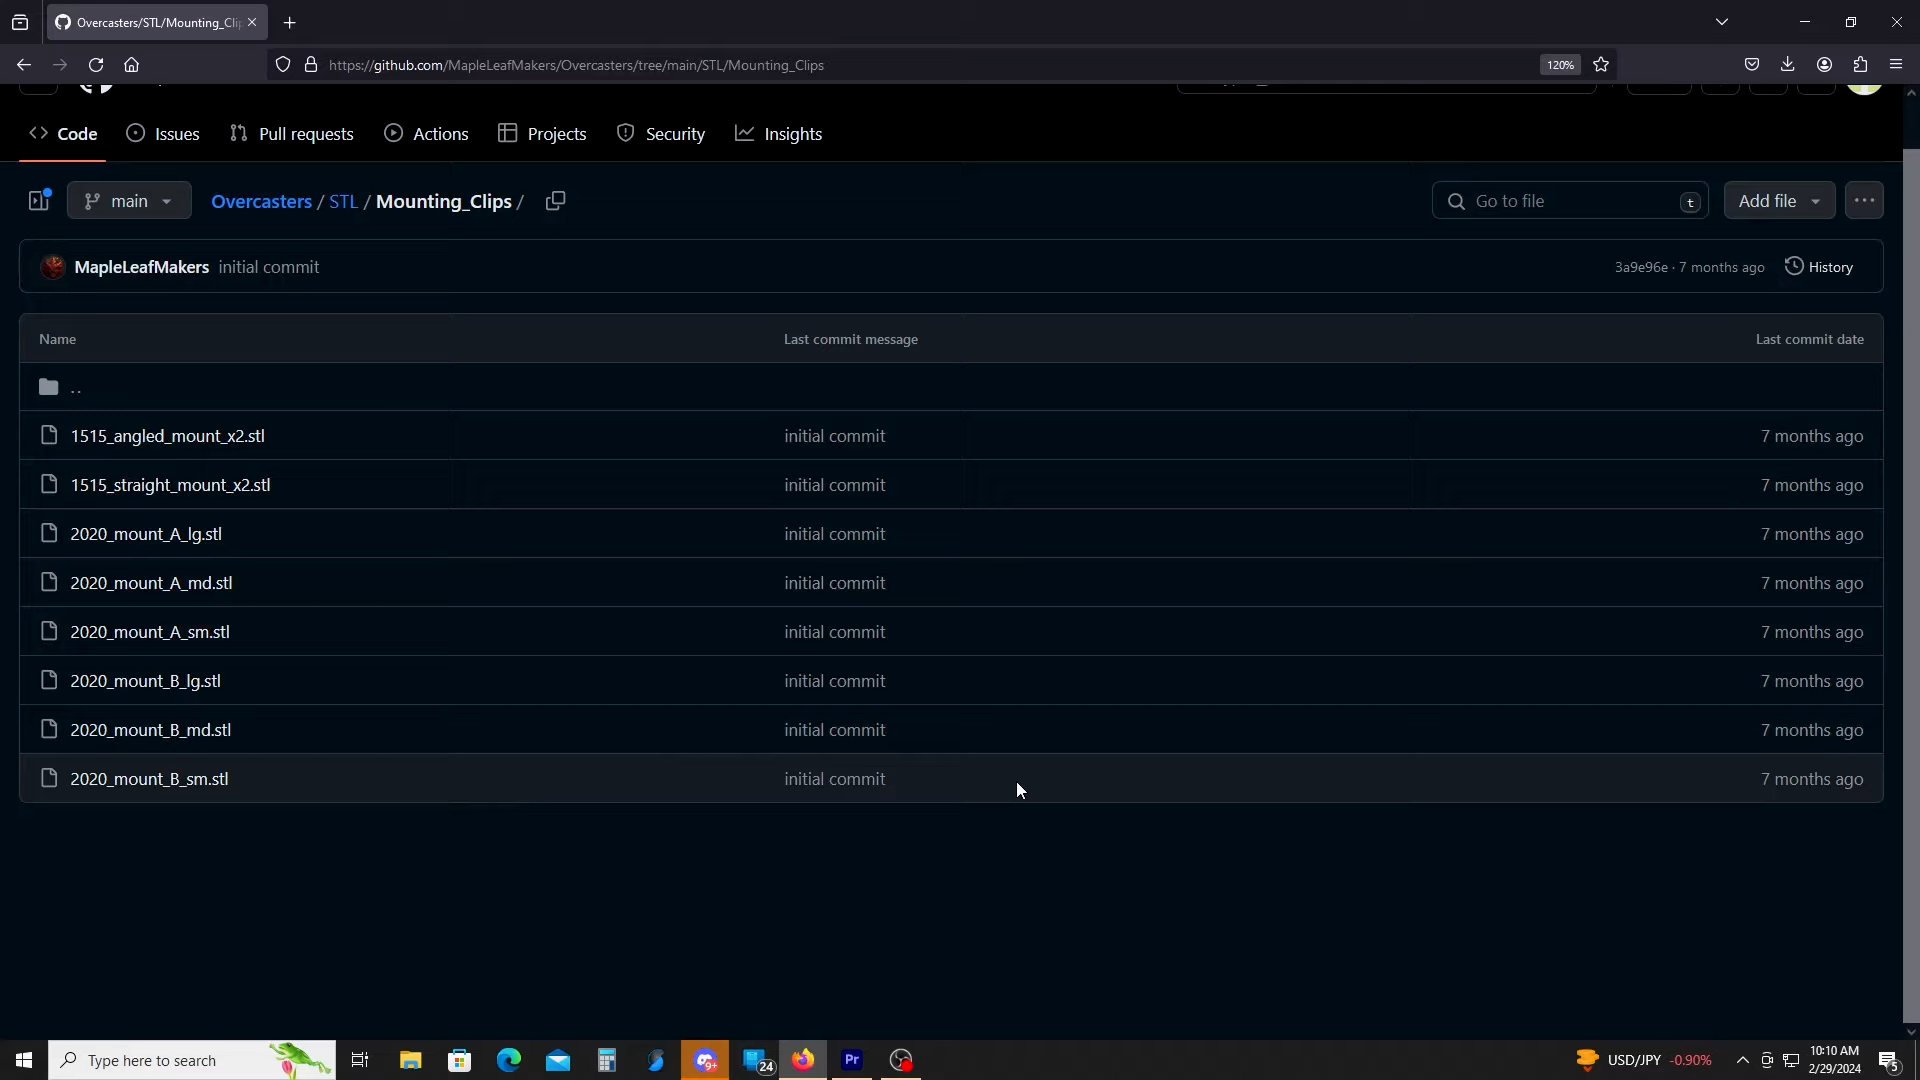 Overcasters/STL/Mounting_Cli
https://github.com/MapleLeafMakers/Overcasters/tree/main/STL/Mounting_Clips
120%
Code
Issues
Pull requests
Actions
Projects
Security
Insights
main
Overcasters / STL / Mounting_Clips /
Go to file
t
Add file
MapleLeafMakers initial commit
3a9e96e · 7 months ago
History
Name
Last commit message
Last commit date
..
1515_angled_mount_x2.stl initial commit 7 months ago
1515_straight_mount_x2.stl initial commit 7 months ago
2020_mount_A_lg.stl initial commit 7 months ago
2020_mount_A_md.stl initial commit 7 months ago
2020_mount_A_sm.stl initial commit 7 months ago
2020_mount_B_lg.stl initial commit 7 months ago
2020_mount_B_md.stl initial commit 7 months ago
2020_mount_B_sm.stl initial commit 7 months ago
Type here to search
9+
24
Pr
USD/JPY -0.90%
10:10 AM
2/29/2024
5